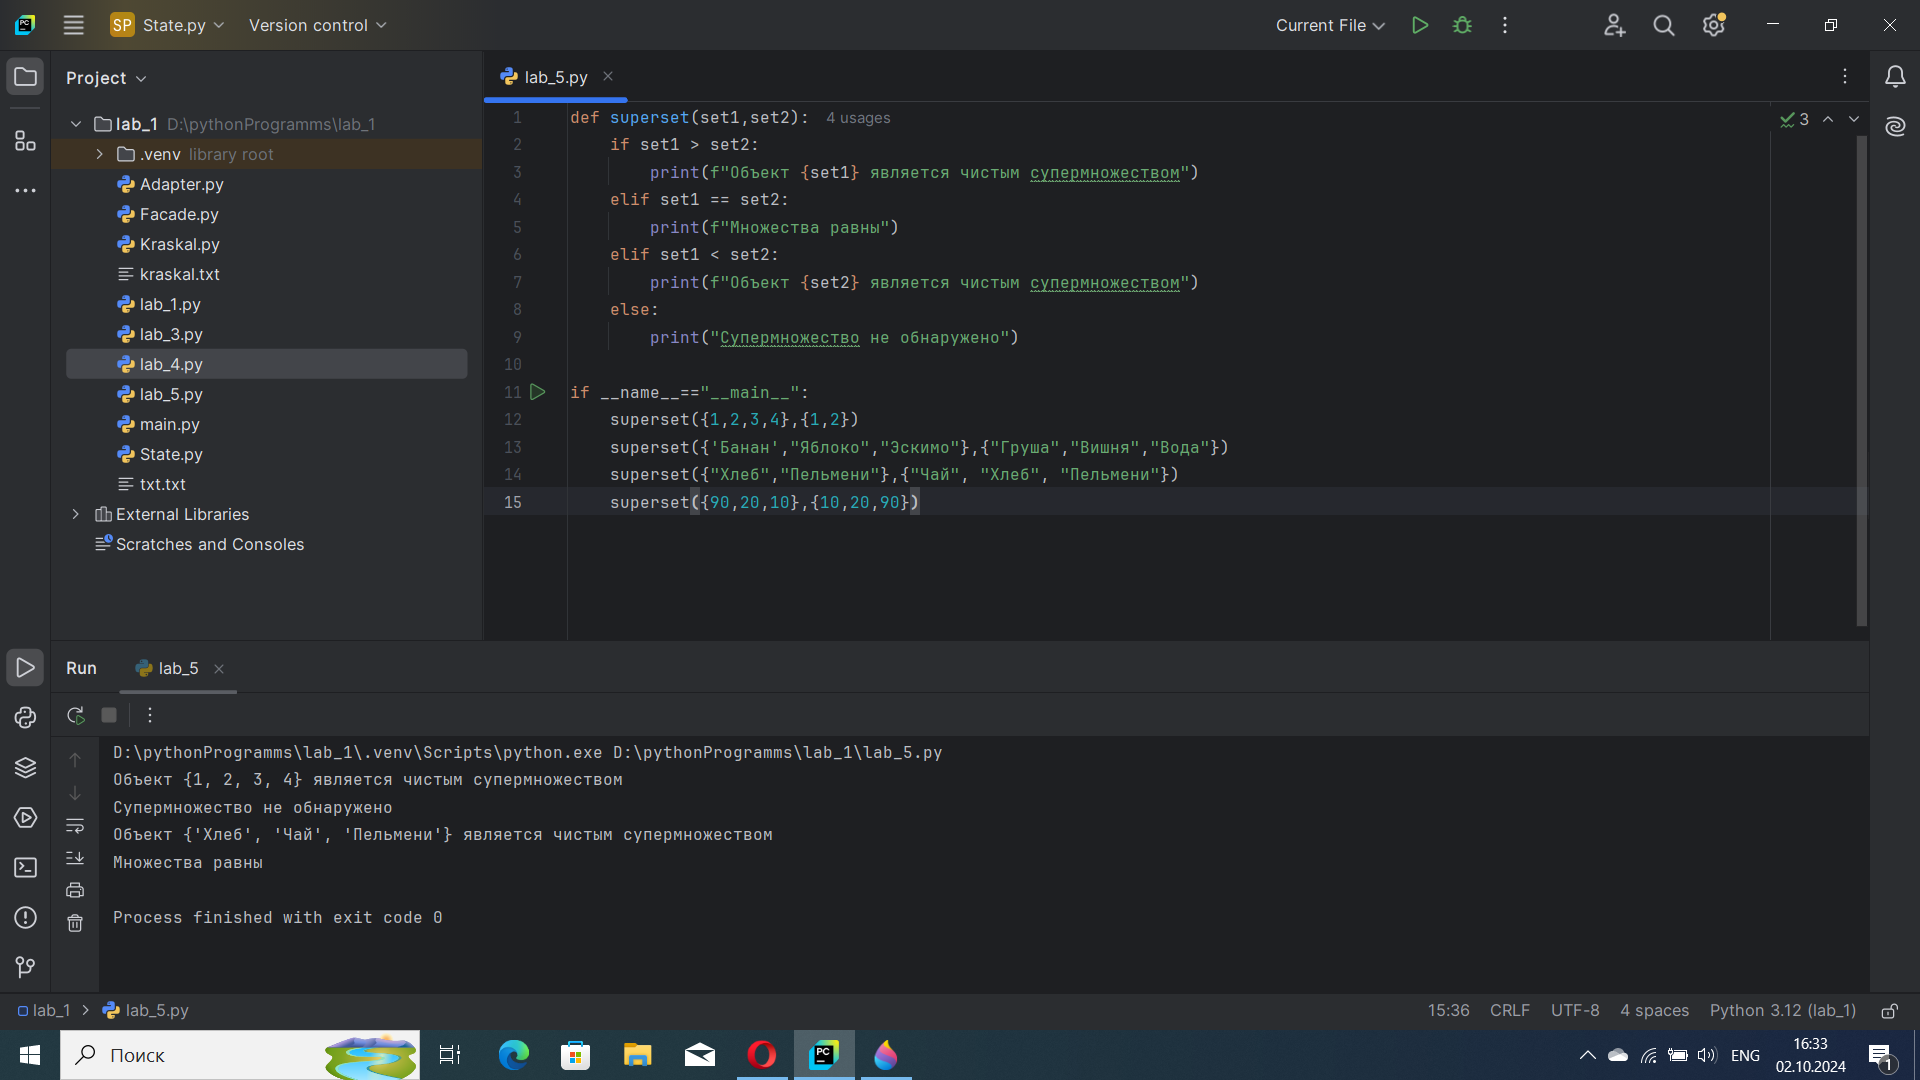 PC
SP State.py
Version control
Current File
Project
lab_1 D:\pythonProgramms\lab_1
.venv library root
Adapter.py
Facade.py
Kraskal.py
kraskal.txt
lab_1.py
lab_3.py
lab_4.py
lab_5.py
main.py
State.py
txt.txt
External Libraries
Scratches and Consoles
lab_5.py
3
1 def superset(set1,set2): 4 usages
2 if set1 > set2:
3 print(f"Объект {set1} является чистым супермножеством")
4 elif set1 == set2:
5 print(f"Множества равны")
6 elif set1 < set2:
7 print(f"Объект {set2} является чистым супермножеством")
8 else:
9 print("Супермножество не обнаружено")
10
11 if __name__=="__main__":
12 superset({1,2,3,4},{1,2})
13 superset({'Банан',"Яблоко","Эскимо"},{"Груша","Вишня","Вода"})
14 superset({"Хлеб","Пельмени"},{"Чай", "Хлеб", "Пельмени"})
15 superset({90,20,10},{10,20,90})
Run lab_5
D:\pythonProgramms\lab_1\.venv\Scripts\python.exe D:\pythonProgramms\lab_1\lab_5.py
Объект {1, 2, 3, 4} является чистым супермножеством
Супермножество не обнаружено
Объект {'Хлеб', 'Чай', 'Пельмени'} является чистым супермножеством
Множества равны
Process finished with exit code 0
lab_1 lab_5.py
15:36 CRLF UTF-8 4 spaces Python 3.12 (lab_1)
Поиск
PC
ENG
16:33
02.10.2024
1